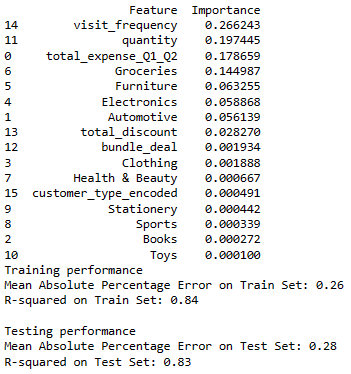 Feature Importance
14 visit_frequency 0.266243
11 quantity 0.197445
0 total_expense_Q1_Q2 0.178659
6 Groceries 0.144987
5 Furniture 0.063255
4 Electronics 0.058868
1 Automotive 0.056139
13 total_discount 0.028270
12 bundle_deal 0.001934
3 Clothing 0.001888
7 Health & Beauty 0.000667
15 customer_type_encoded 0.000491
9 Stationery 0.000442
8 Sports 0.000339
2 Books 0.000272
10 Toys 0.000100
Training performance
Mean Absolute Percentage Error on Train Set: 0.26
R-squared on Train Set: 0.84

Testing performance
Mean Absolute Percentage Error on Test Set: 0.28
R-squared on Test Set: 0.83